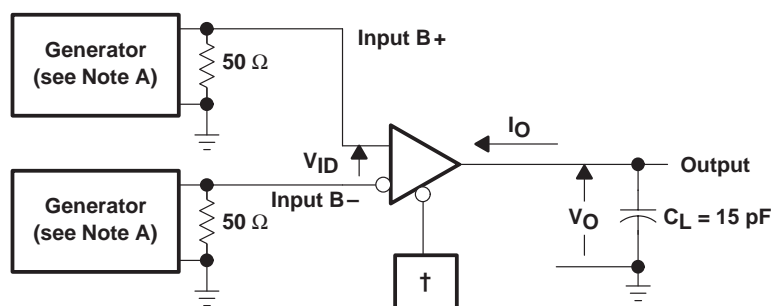 Generator
(see Note A)
50 Ω
Input B+
IO
VID
Output
Generator
(see Note A)
50 Ω
Input B−
VO
CL = 15 pF
†